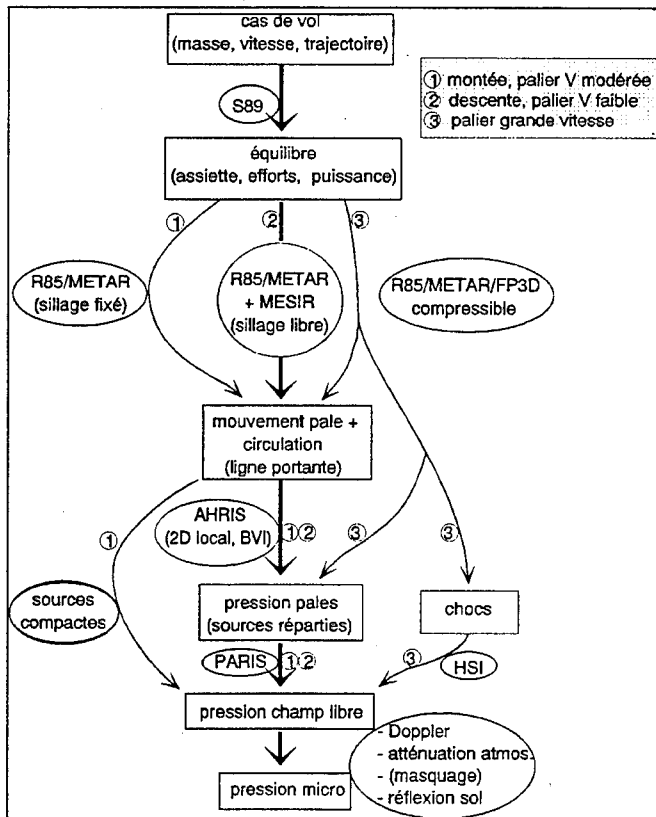 cas de vol
(masse, vitesse, trajectoire)
① montée, palier V modérée
② descente, palier V faible
③ palier grande vitesse
S89
équilibre
(assiette, efforts, puissance)
①
②
③
R85/METAR
(sillage fixé)
R85/METAR
+ MESIR
(sillage libre)
R85/METAR/FP3D
compressible
mouvement pale +
circulation
(ligne portante)
①
AHRIS
(2D local, BVI)
①②
③
③
sources
compactes
pression pales
(sources réparties)
chocs
PARIS
①②
③
HSI
pression champ libre
- Doppler
- atténuation atmos.
- (masquage)
- réflexion sol
pression micro